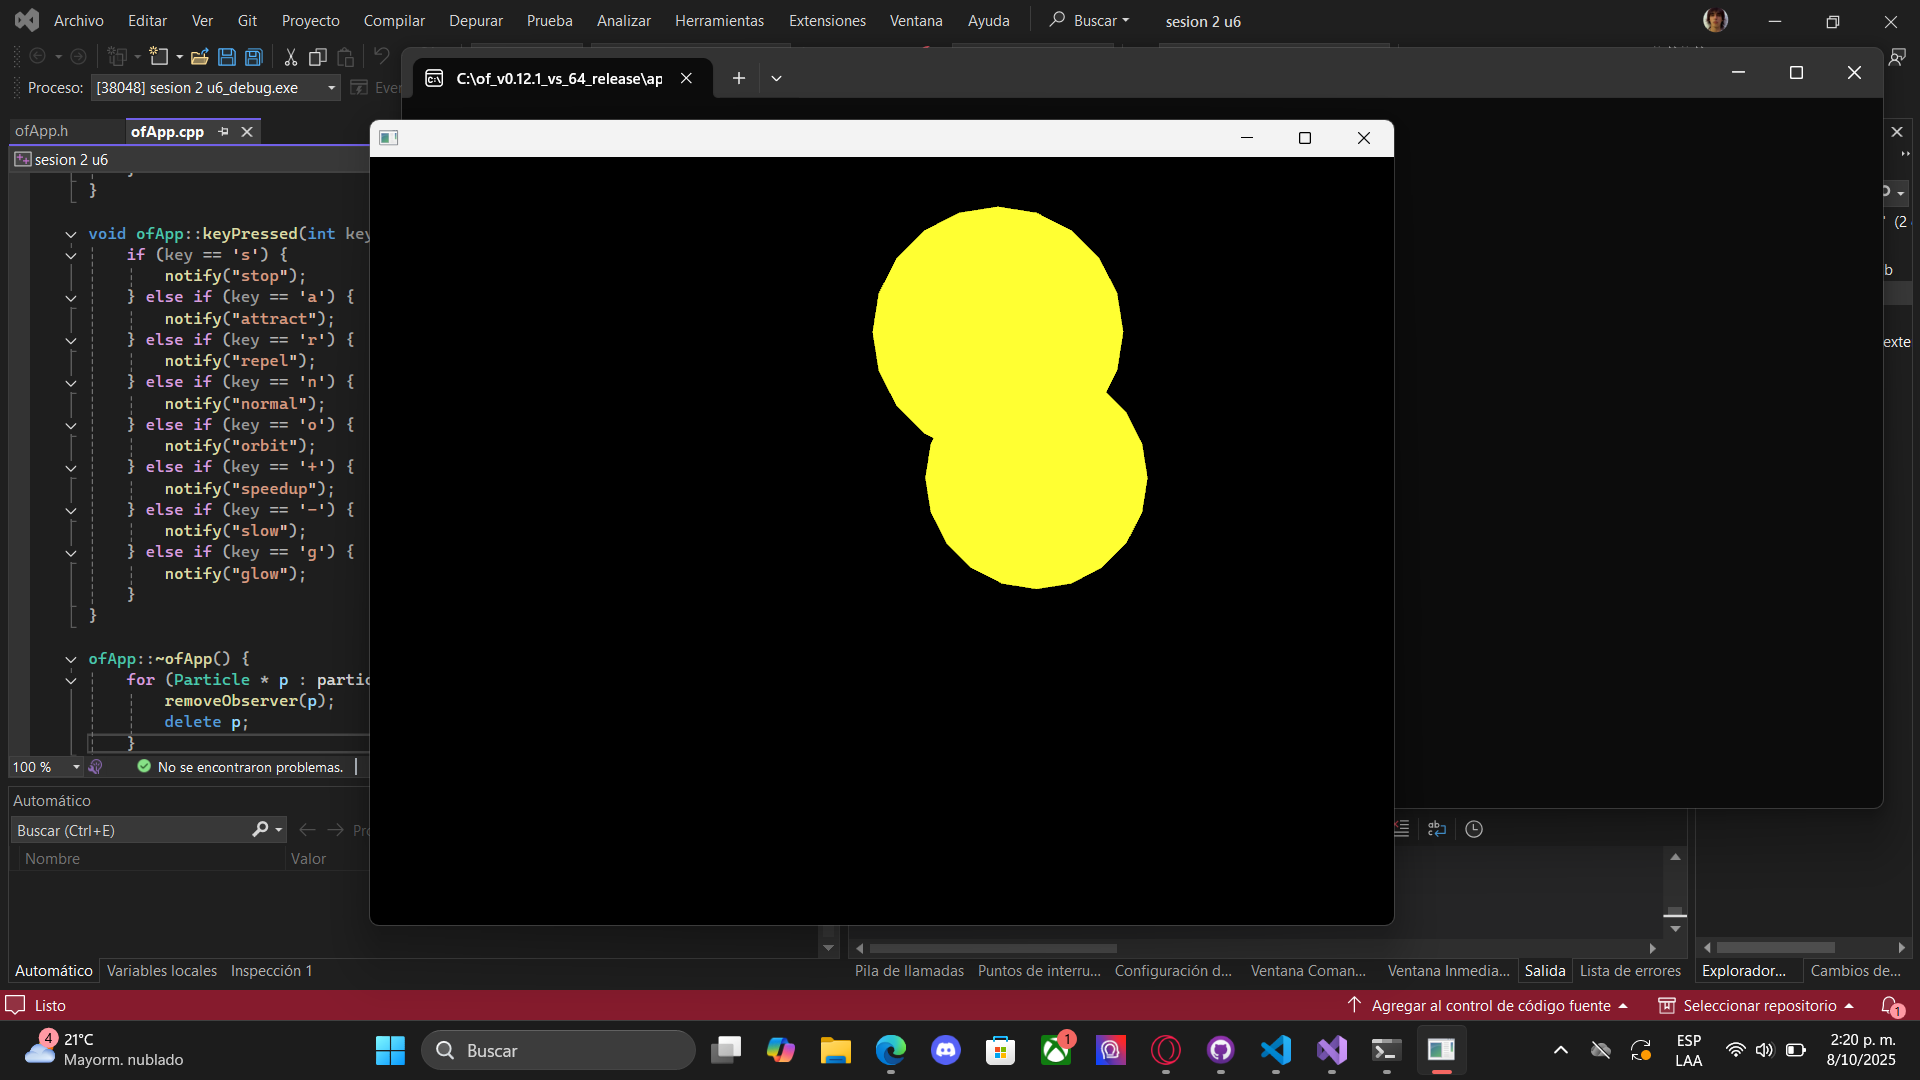 Archivo Editar Ver Git Proyecto Compilar Depurar Prueba Analizar Herramientas Extensiones Ventana Ayuda Buscar sesion 2 u6
Proceso: [38048] sesion 2 u6_debug.exe
C:\of_v0.12.1_vs_64_release\ap
ofApp.h ofApp.cpp
sesion 2 u6
}
void ofApp::keyPressed(int key
if (key == 's') {
notify("stop");
} else if (key == 'a') {
notify("attract");
} else if (key == 'r') {
notify("repel");
} else if (key == 'n') {
notify("normal");
} else if (key == 'o') {
notify("orbit");
} else if (key == '+') {
notify("speedup");
} else if (key == '-') {
notify("slow");
} else if (key == 'g') {
notify("glow");
}
}
ofApp::~ofApp() {
for (Particle * p : partic
removeObserver(p);
delete p;
}
100 % No se encontraron problemas.
Automático
Buscar (Ctrl+E)
Nombre Valor
Automático Variables locales Inspección 1
Pila de llamadas Puntos de interru... Configuración d... Ventana Coman... Ventana Inmedia... Salida Lista de errores Explorador... Cambios de...
Listo Agregar al control de código fuente Seleccionar repositorio 1
4 21°C
Mayorm. nublado
Buscar
1
ESP
LAA
2:20 p. m.
8/10/2025